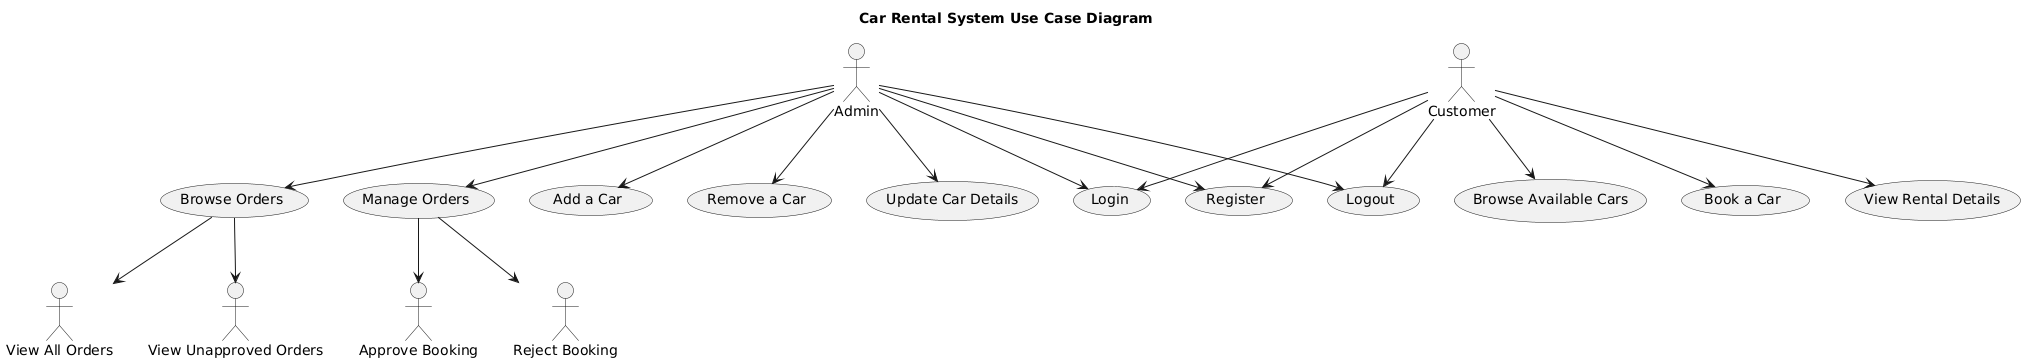 Car Rental System Use Case Diagram
Admin
Customer
Browse Orders
Manage Orders
Add a Car
Remove a Car
Update Car Details
Login
Register
Logout
Browse Available Cars
Book a Car
View Rental Details
View All Orders
View Unapproved Orders
Approve Booking
Reject Booking